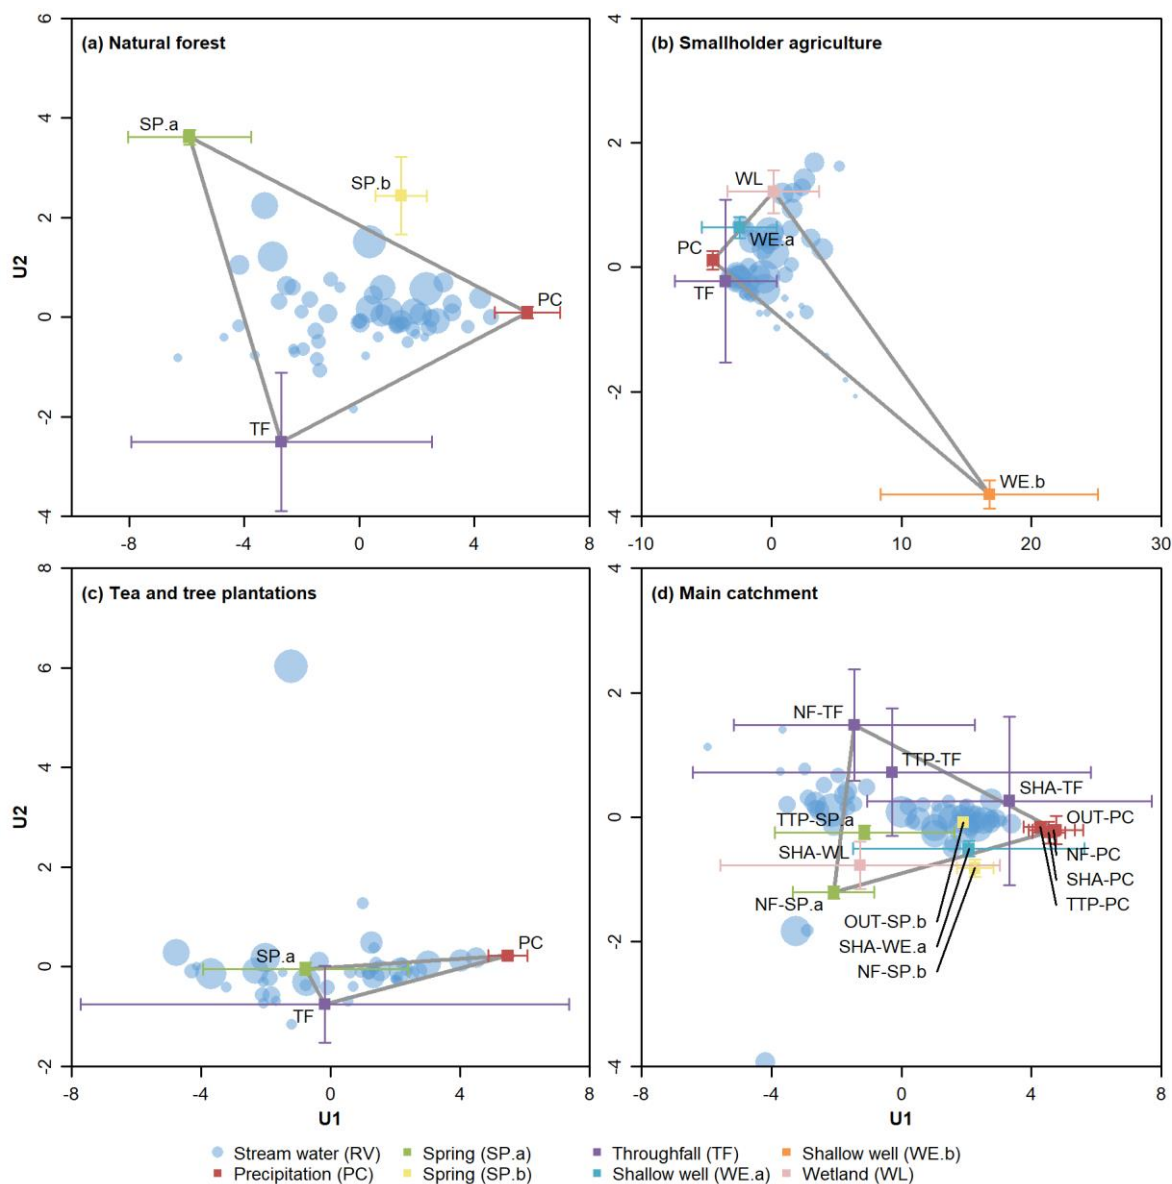 (a) Natural forest
SP.a
SP.b
PC
TF
U2
6
4
2
0
-2
-4
-8
-4
0
4
8
(b) Smallholder agriculture
WL
WE.a
PC
TF
WE.b
4
2
0
-2
-4
-10
0
10
20
30
(c) Tea and tree plantations
SP.a
PC
TF
U2
8
6
4
2
0
-2
-8
-4
0
4
8
U1
(d) Main catchment
NF-TF
TTP-TF
SHA-TF
TTP-SP.a
OUT-PC
SHA-WL
NF-PC
NF-SP.a
SHA-PC
OUT-SP.b
TTP-PC
SHA-WE.a
NF-SP.b
4
2
0
-2
-4
-8
-4
0
4
8
U1
Stream water (RV) Spring (SP.a) Throughfall (TF) Shallow well (WE.b)
Precipitation (PC) Spring (SP.b) Shallow well (WE.a) Wetland (WL)